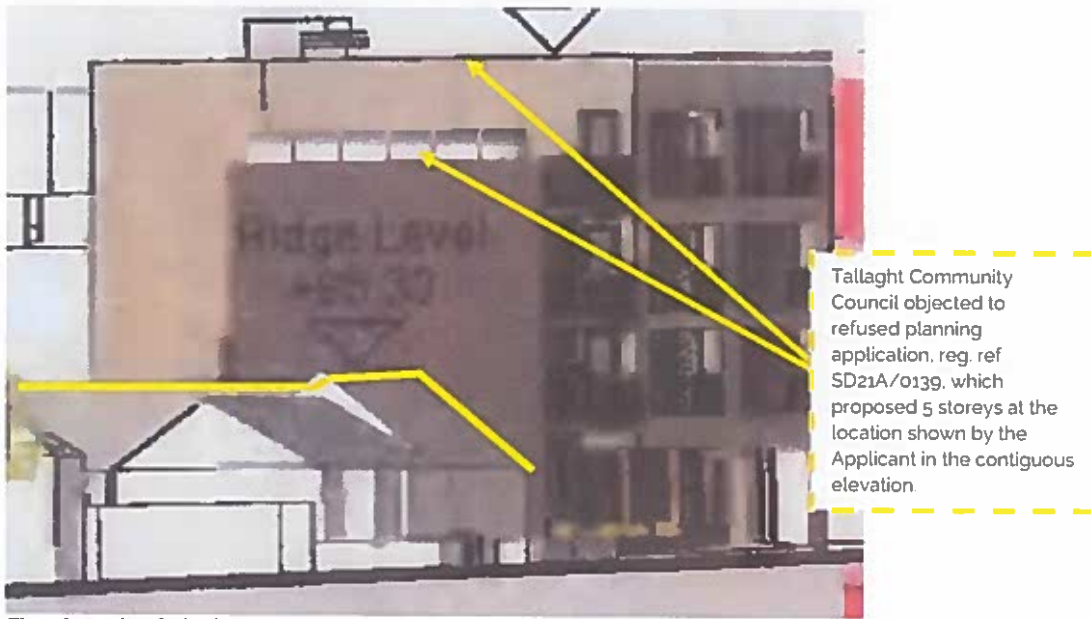 Ridge Level
Tallaght Community
Council objected to
refused planning
application, reg. ref
SD21A/0139, which
proposed 5 storeys at the
location shown by the
Applicant in the contiguous
elevation.